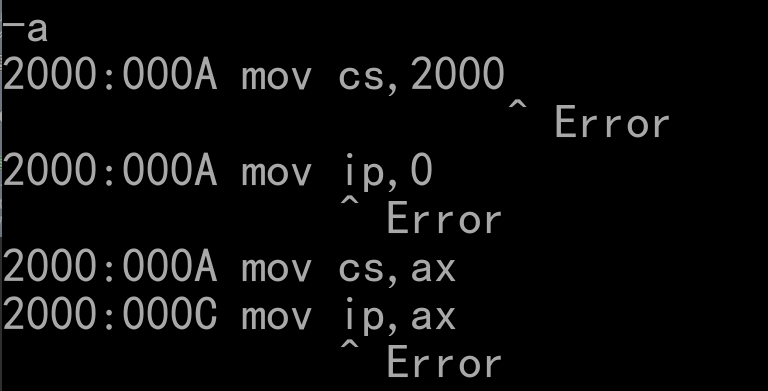 -a
2000:000A mov cs,2000
^ Error
2000:000A mov ip,0
^ Error
2000:000A mov cs,ax
2000:000C mov ip,ax
^ Error